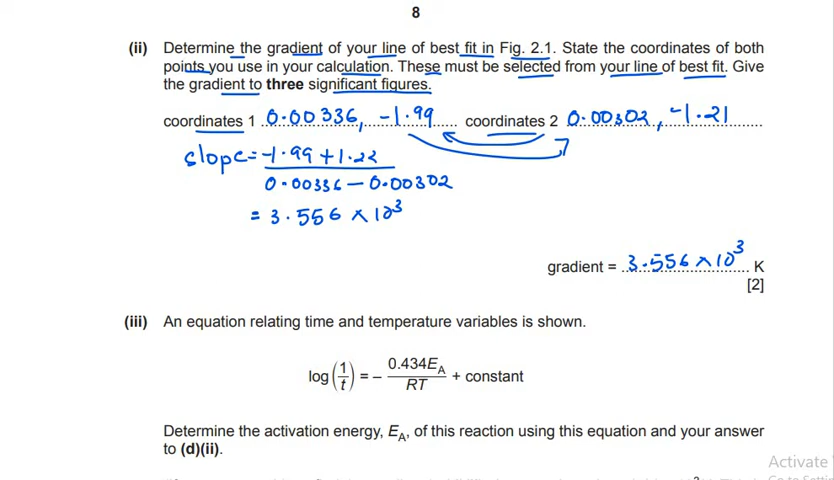 8
(ii) Determine the gradient of your line of best fit in Fig. 2.1. State the coordinates of both
points you use in your calculation. These must be selected from your line of best fit. Give
the gradient to three significant figures.
coordinates 1 0.00336, -1.99 coordinates 2 0.00302, -1.21
slope = -1.99 + 1.22
0.00336 - 0.00302
= 3.556 × 10³
gradient = 3.556 × 10³ K
[2]
(iii) An equation relating time and temperature variables is shown.
log(1/t) = – 0.434E_A/RT + constant
Determine the activation energy, E_A, of this reaction using this equation and your answer
to (d)(ii).
Activate